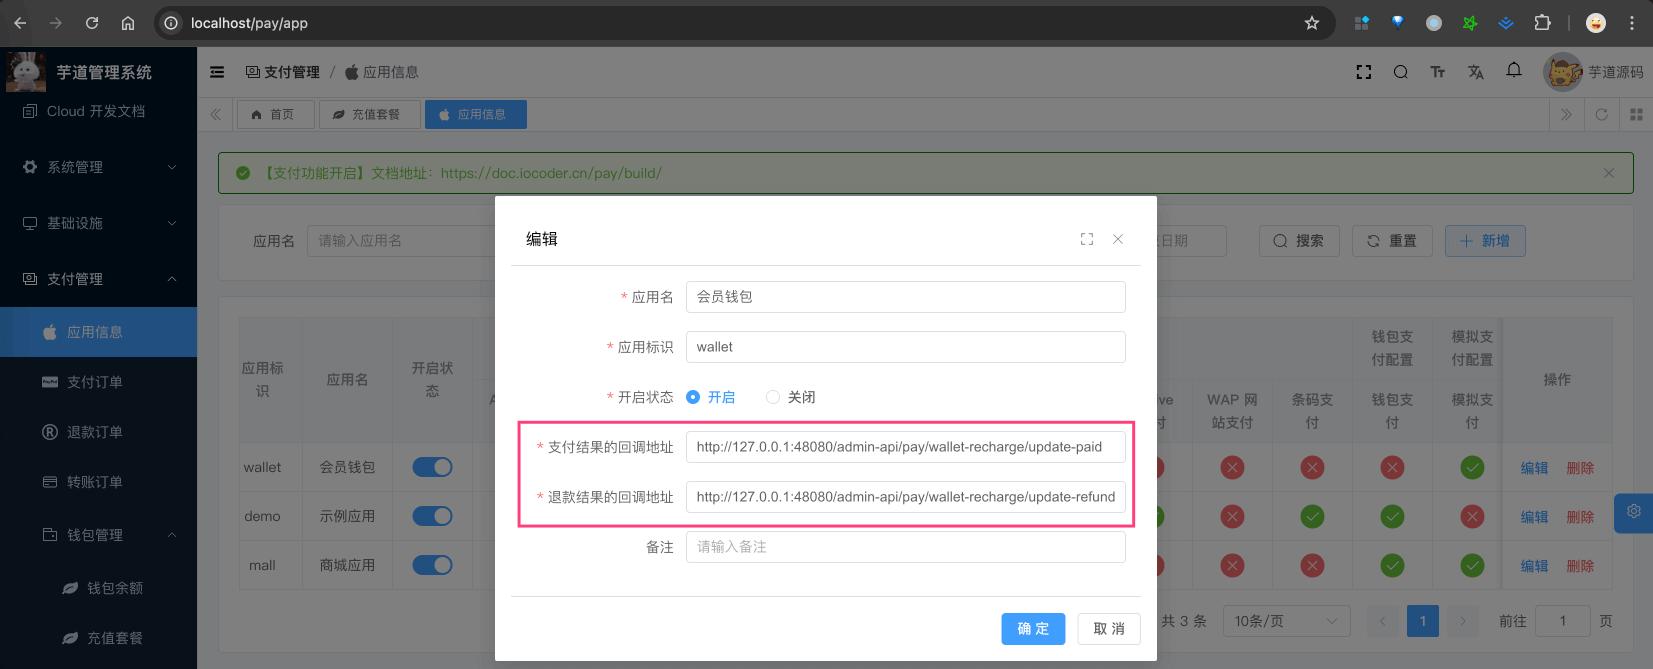 localhost/pay/app
芋道管理系统
支付管理 / 应用信息
芋道源码
Cloud 开发文档
首页
充值套餐
应用信息
系统管理
【支付功能开启】文档地址：https://doc.iocoder.cn/pay/build/
基础设施
应用名
请输入应用名
日期
搜索
重置
新增
支付管理
应用信息
支付订单
退款订单
转账订单
钱包管理
钱包余额
充值套餐
编辑
* 应用名
会员钱包
* 应用标识
wallet
* 开启状态
开启
关闭
* 支付结果的回调地址
http://127.0.0.1:48080/admin-api/pay/wallet-recharge/update-paid
* 退款结果的回调地址
http://127.0.0.1:48080/admin-api/pay/wallet-recharge/update-refund
备注
请输入备注
确定
取消
应用标识
应用名
开启状态
钱包支付配置
模拟支付配置
操作
WAP 网站支付
条码支付
钱包支付
模拟支付
wallet
会员钱包
编辑
删除
demo
示例应用
编辑
删除
mall
商城应用
编辑
删除
共 3 条
10条/页
1
前往
1
页